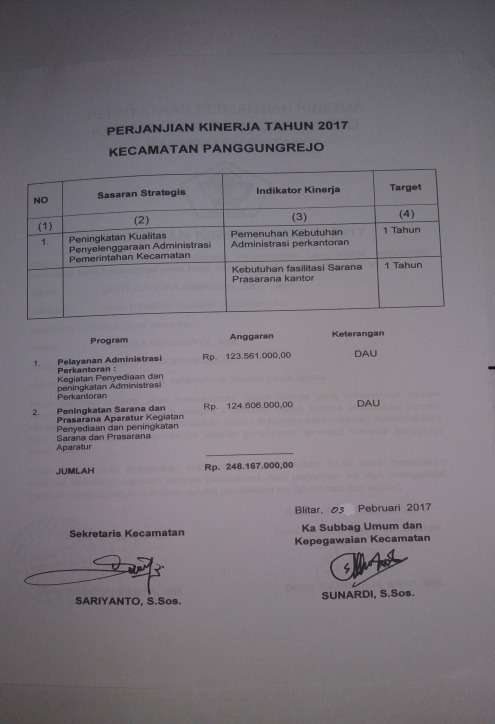 PERJANJIAN KINERJA TAHUN 2017
KECAMATAN PANGGUNGREJO
NO Sasaran Strategis Indikator Kinerja Target
(1) (2) (3) (4)
1. Peningkatan Kualitas Penyelenggaraan Administrasi Pemerintahan Kecamatan Pemenuhan Kebutuhan Administrasi perkantoran 1 Tahun
Kebutuhan fasilitasi Sarana Prasarana kantor 1 Tahun
Program Anggaran Keterangan
1. Pelayanan Administrasi Rp. 123.561.000,00 DAU
Perkantoran :
Kegiatan Penyediaan dan
peningkatan Administrasi
Perkantoran
2. Peningkatan Sarana dan Rp. 124.606.000,00 DAU
Prasarana Aparatur Kegiatan
Penyediaan dan peningkatan
Sarana dan Prasarana
Aparatur
JUMLAH Rp. 248.167.000,00
Blitar, 03 Pebruari 2017
Sekretaris Kecamatan
Ka Subbag Umum dan
Kepegawaian Kecamatan
SARIYANTO, S.Sos.
SUNARDI, S.Sos.